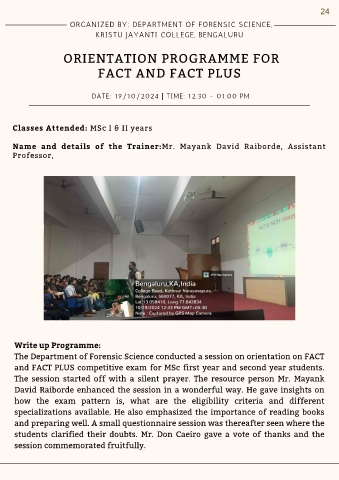 24
ORGANIZED BY: DEPARTMENT OF FORENSIC SCIENCE,
KRISTU JAYANTI COLLEGE, BENGALURU
ORIENTATION PROGRAMME FOR
FACT AND FACT PLUS
DATE: 19/10/2024 | TIME: 12.30 - 01:00 PM
Classes Attended: MSc I & II years
Name and details of the Trainer:Mr. Mayank David Raiborde, Assistant
Professor,
GPS Map Camera
Bengaluru,KA,India
College Road, Kothnur Narayanapura,
Bengaluru, 560077, KA, India
Lat 13.058410, Long 77.642834
10/19/2024 12:43 PM GMT+05:30
Note : Captured by GPS Map Camera
Write up Programme:
The Department of Forensic Science conducted a session on orientation on FACT
and FACT PLUS competitive exam for MSc first year and second year students.
The session started off with a silent prayer. The resource person Mr. Mayank
David Raiborde enhanced the session in a wonderful way. He gave insights on
how the exam pattern is, what are the eligibility criteria and different
specializations available. He also emphasized the importance of reading books
and preparing well. A small questionnaire session was thereafter seen where the
students clarified their doubts. Mr. Don Caeiro gave a vote of thanks and the
session commemorated fruitfully.